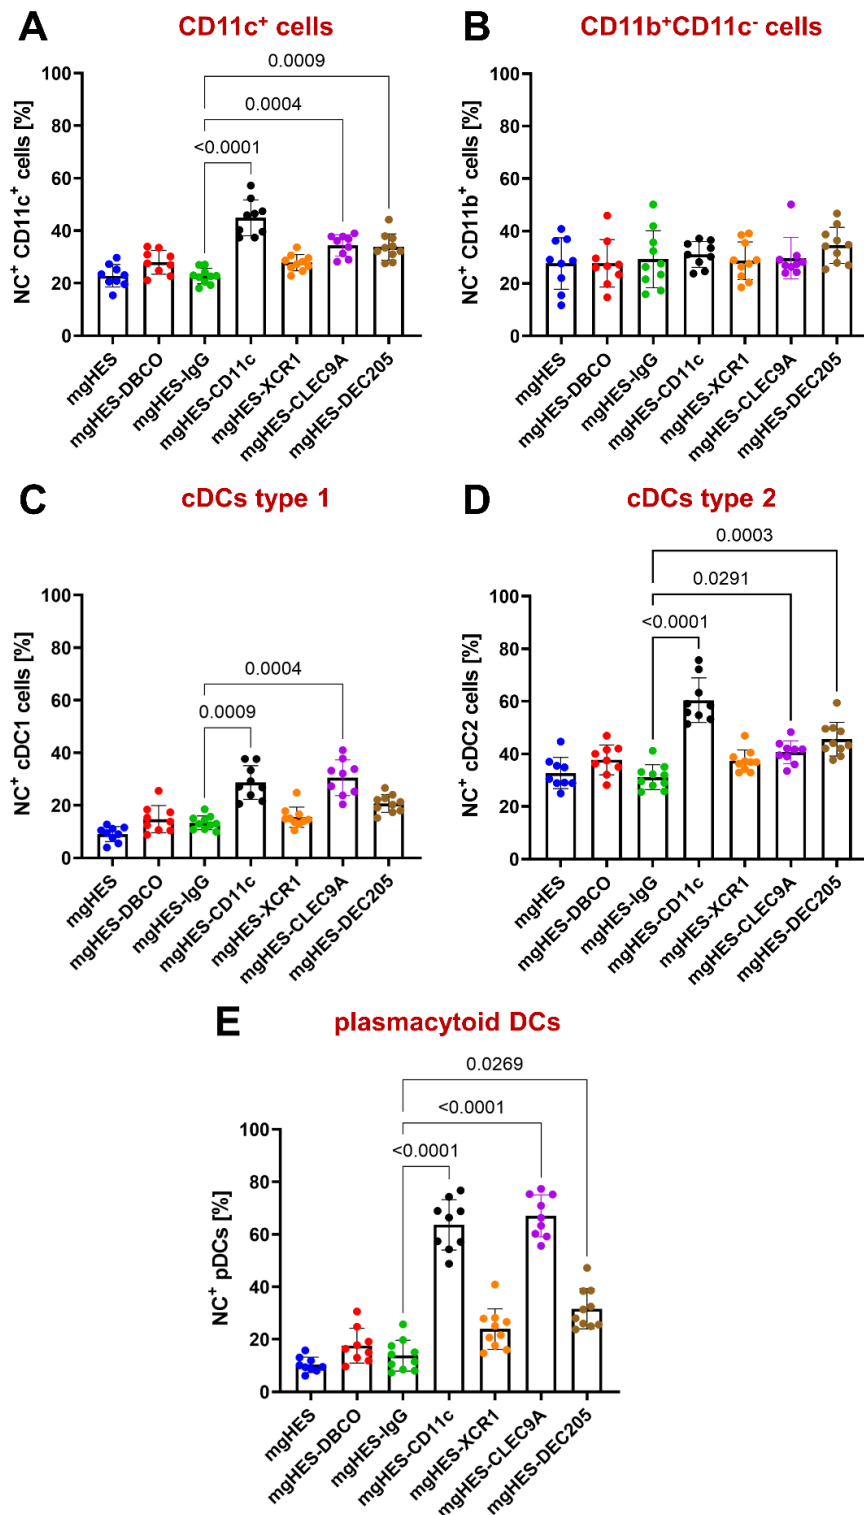 A
CD11c⁺ cells
0.0009
0.0004
<0.0001
NC⁺ CD11c⁺ cells [%]
100
80
60
40
20
0
mgHES
mgHES-DBCO
mgHES-IgG
mgHES-CD11c
mgHES-XCR1
mgHES-CLEC9A
mgHES-DEC205
B
CD11b⁺CD11c⁻ cells
NC⁺ CD11b⁺ cells [%]
100
80
60
40
20
0
mgHES
mgHES-DBCO
mgHES-IgG
mgHES-CD11c
mgHES-XCR1
mgHES-CLEC9A
mgHES-DEC205
C
cDCs type 1
0.0004
0.0009
NC⁺ cDC1 cells [%]
100
80
60
40
20
0
mgHES
mgHES-DBCO
mgHES-IgG
mgHES-CD11c
mgHES-XCR1
mgHES-CLEC9A
mgHES-DEC205
D
cDCs type 2
0.0003
0.0291
<0.0001
NC⁺ cDC2 cells [%]
100
80
60
40
20
0
mgHES
mgHES-DBCO
mgHES-IgG
mgHES-CD11c
mgHES-XCR1
mgHES-CLEC9A
mgHES-DEC205
E
plasmacytoid DCs
0.0269
<0.0001
<0.0001
NC⁺ pDCs [%]
100
80
60
40
20
0
mgHES
mgHES-DBCO
mgHES-IgG
mgHES-CD11c
mgHES-XCR1
mgHES-CLEC9A
mgHES-DEC205